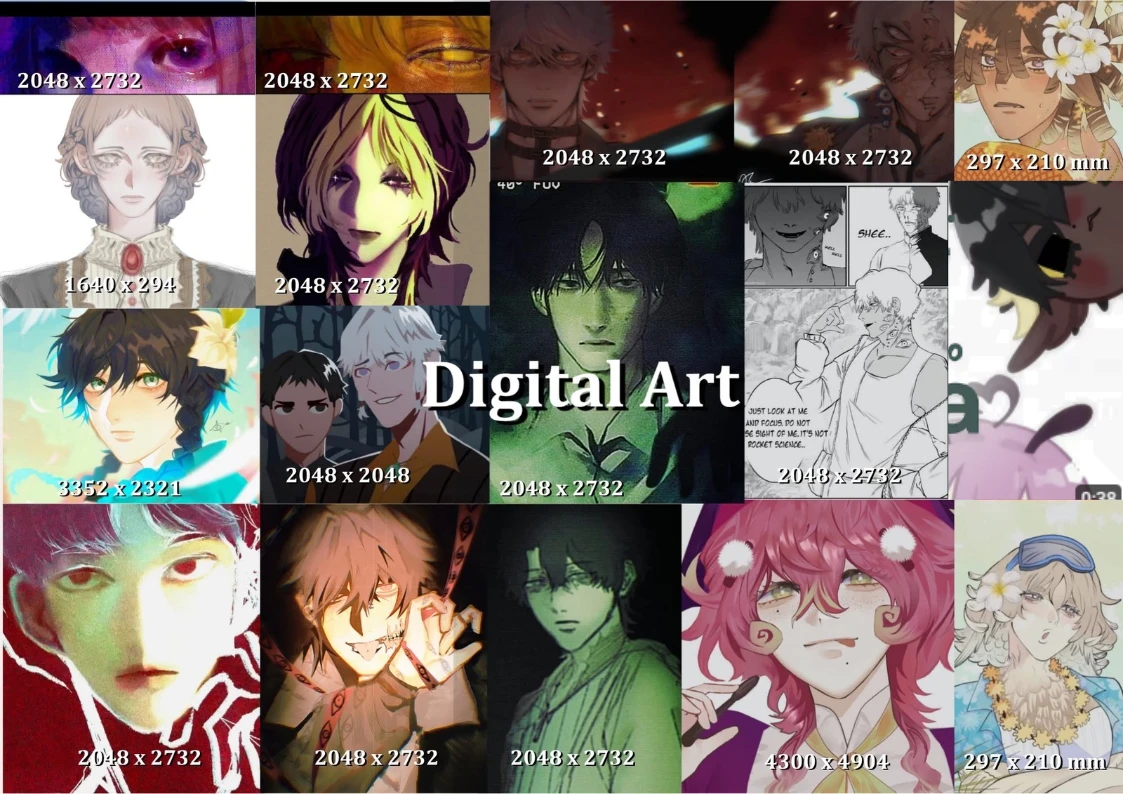 2048 x 2732
2048 x 2732
2048 x 2732
2048 x 2732
297 x 210 mm
1640 x 294
2048 x 2732
SHEE..
3352 x 2321
2048 x 2048
Digital Art
2048 x 2732
JUST LOOK AT ME
AND FOCUS. DO NOT
SE SIGHT OF ME. IT'S NOT
ROCKET SCIENCE..
2048 x 2732
a
0:38
2048 x 2732
2048 x 2732
2048 x 2732
4300 x 4904
297 x 210 mm